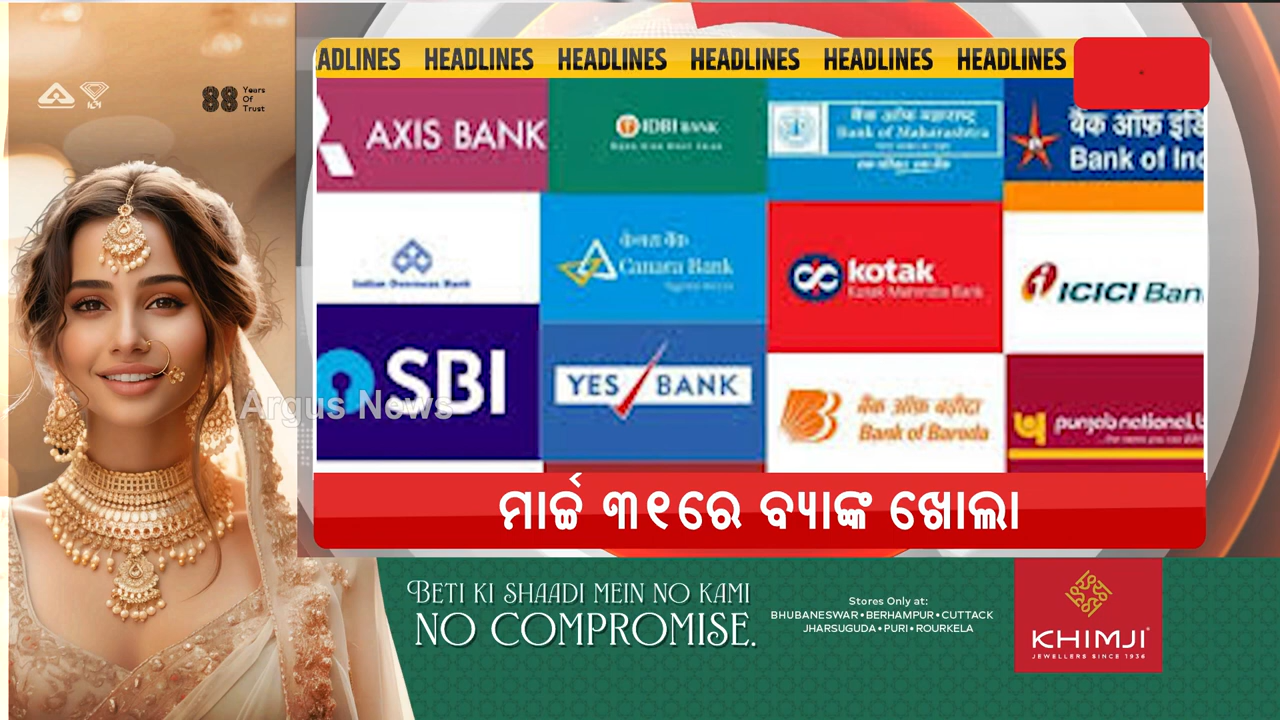 ADLINES HEADLINES HEADLINES HEADLINES HEADLINES HEADLINES
88 Years
Of
Trust
AXIS BANK
IDBI BANK
बैंक ऑफ महाराष्ट्र
Bank of Maharashtra
बैंक ऑफ़ इंडि
Bank of Ind
Indian Overseas Bank
केनरा बैंक
Canara Bank
kotak
Kotak Mahindra Bank
ICICI Ban
SBI
YES BANK
बैंक ऑफ़ बड़ौदा
Bank of Baroda
punjab national b
Argus News
ମାର୍ଚ୍ଚ ୩୧ରେ ବ୍ୟାଙ୍କ ଖୋଲା
BETI KI SHAADI MEIN NO KAMI
NO COMPROMISE.
Stores Only at:
BHUBANESWAR • BERHAMPUR • CUTTACK
JHARSUGUDA • PURI • ROURKELA
KHIMJI
JEWELLERS SINCE 1936